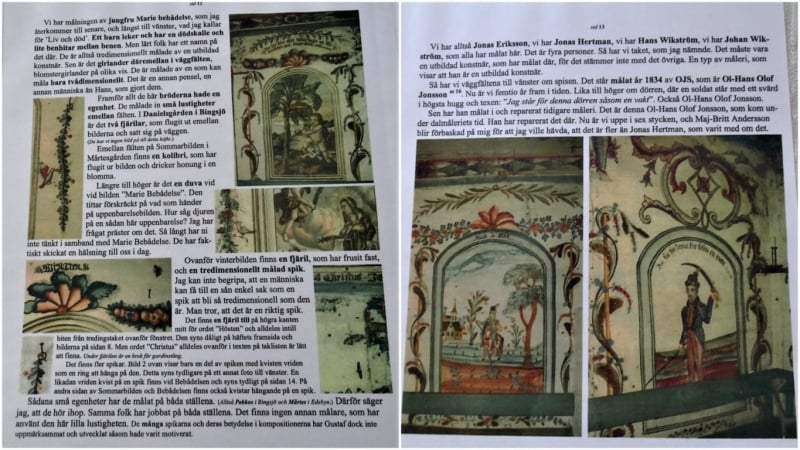 sid 12
Vi har målningen av Jungfru Marie bebådelse, som jag
återkommer till senare, och längst till vänster, vad jag kallar
för "Liv och död'. Ett barn leker och har en dödskalle och
lite benbitar mellan benen. Men lärt folk har ett namn på
det där. De är alltså tredimensionellt målade av en utbildad
konstnär. Sen är det girlander däremellan i väggfälten,
blomstergirlander på olika vis. De är målade av en som kan
måla bara tvådimensionellt. Det är en annan pensel, en
annan människa än Hans, som gjort dem.
Framför allt de här bröderna hade en
egenhet. De målade in små lustigheter
emellan fälten. I Danielsgården i Bingsjö
är det två fjärilar, som flugit ut emellan
bilderna och satt sig på väggen.
(De har vi ingen bild på till detta häfte.)
Emellan fälten på Sommarbilden i
Mårtesgården finns en kolibri, som har
flugit ur bilden och dricker honung i en
blomma.
Längre till höger är det en duva vid
vid bilden "Marie Bebådelse". Den
tittar förskräckt på vad som händer
på uppenbarelsebilden. Hur såg djuren
på en sådan här uppenbarelse? Jag har
frågat präster om det. Så långt har ni
inte tänkt i samband med Marie Bebådelse. De har fak-
tiskt skickat en hälsning till oss i dag.
Ovanför vinterbilden finns en fjäril, som har frusit fast,
och en tredimensionellt målad spik.
Jag kan inte begripa, att en människa
kan få till en sån enkel sak som en
spik att bli så tredimensionell som den
är. Man tror, att det är en riktig spik.
Det finns en fjäril till på högra kanten
mitt för ordet "Hösten" och alldeles intill
biten från tredingstaket ovanför fönstret. Den syns dåligt på häftets framsida och
bilderna på sidan 8. Men ordet "Christus" alldeles ovanför i texten på taklisten är lätt
att finna. Under fjärilen är en bruk för gardinstång.
Det finns fler spikar. Bild 2 ovan visar bara en del av spiken med kvisten vriden
som en ring att hänga på den. Detta syns tydligare på ett annat foto till vänster. En
likadan vriden kvist på en spik finns vid Bebådelsen och syns tydligt på sidan 14. På
andra sidan av Sommarbilden och Bebådelsen finns också kvistar hängande på en spik.
Sådana små egenheter har de målat på båda ställena. (Alltså Pekkos i Bingsjö och Mårtes i Edsbyn.) Därför säger
jag, att de hör ihop. Samma folk har jobbat på båda ställena. Det finns ingen annan målare, som har
använt den här lilla lustigheten. De många spikarna och deras betydelse i kompositionerna har Gustaf dock inte
uppmärksammat och utvecklat såsom hade varit motiverat.
sid 13
Vi har alltså Jonas Eriksson, vi har Jonas Hertman, vi har Hans Wikström, vi har Johan Wik-
ström, som alla har målat här. Det är fyra personer. Så har vi taket, som jag nämnde. Det måste vara
en utbildad konstnär, som har målat där, för det stämmer inte med det övriga. En typ av måleri, som
visar att han är en utbildad konstnär.
Så har vi väggfältena till vänster om spisen. Det står målat år 1834 av OJS, som är Ol-Hans Olof
Jonsson. Nu är vi femtio år fram i tiden. Lika till höger om dörren, där en soldat står med ett svärd
i högsta hugg och texen: "Jag står för denna dörren såsom en vakt". Också Ol-Hans Olof Jonsson.
Sen har han målat i och reparerat tidigare måleri. Det är denna Ol-Hans Olof Jonsson, som kom un-
der dalmåleriets tid. Han har reparerat det där. Nu är vi uppe i sex stycken, och Maj-Britt Andersson
blir förbaskad på mig för att jag ville hävda, att det är fler än Jonas Hertman, som varit med om det.